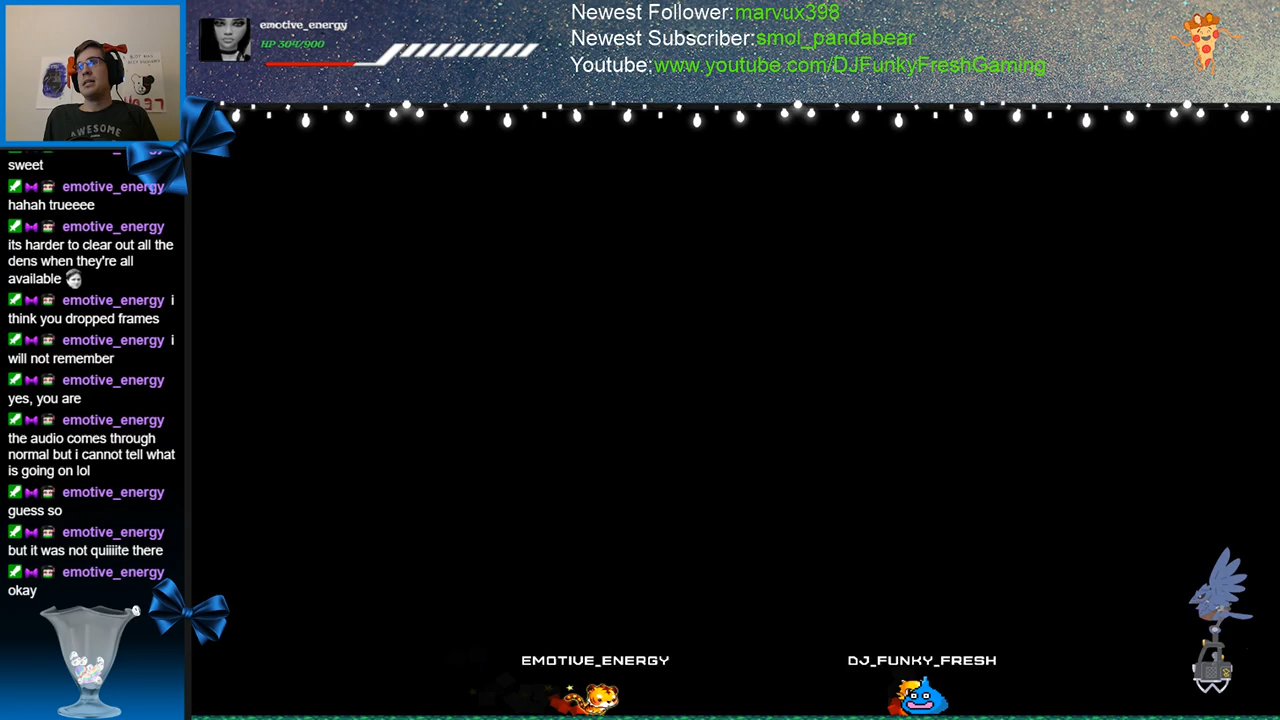 emotive_energy
HP 304/900
Newest Follower:marvux398
Newest Subscriber:smol_pandabear
Youtube;www.youtube.com/DJFunkyFreshGaming
AWESOME
sweet
emotive_energy
hahah trueeee
emotive_energy
its harder to clear out all the
dens when they're all
available
emotive_energy i
think you dropped frames
emotive_energy i
will not remember
emotive_energy
yes, you are
emotive_energy
the audio comes through
normal but i cannot tell what
is going on lol
emotive_energy
guess so
emotive_energy
but it was not quiiiite there
emotive_energy
okay
EMOTIVE_ENERGY
DJ_FUNKY_FRESH